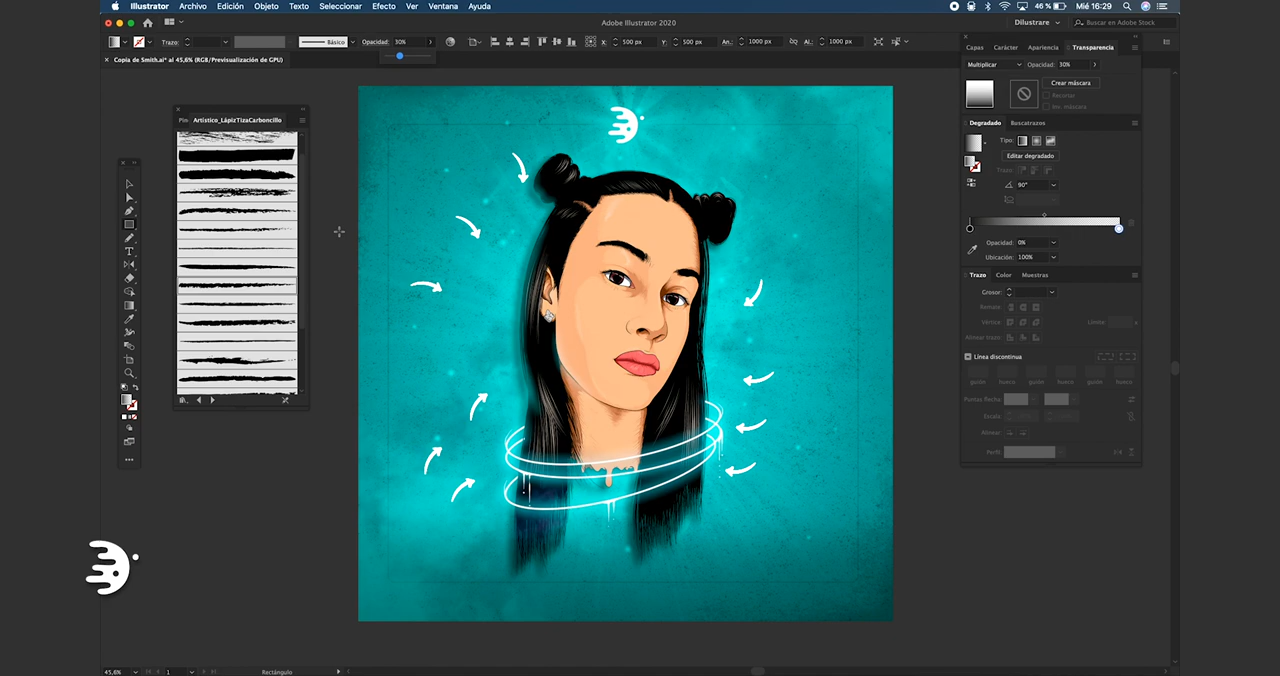 Illustrator Archivo Edición Objeto Texto Seleccionar Efecto Ver Ventana Ayuda 46 % Mié 16:29
Adobe Illustrator 2020 Dilustrare Buscar en Adobe Stock
Trazo: Básico Opacidad: 30% X: 500 px Y: 500 px An.: 1000 px Al.: 1000 px
× Copia de Smith.ai* al 45,6% (RGB/Previsualización de GPU)
Capas Carácter Apariencia Transparencia
Multiplicar Opacidad: 30%
Crear máscara
Recortar
Inv. máscara
Pin Artístico_LápizTizaCarboncillo
Degradado Buscatrazos
Tipo:
Editar degradado
Trazo:
90°
Opacidad: 0%
Ubicación: 100%
Trazo Color Muestras
Grosor:
Remate:
Vértice: Límite:
Alinear trazo:
Línea discontinua
guión hueco guión hueco guión hueco
Puntas flecha:
Escala:
Alinear:
Perfil:
45,6% 1 Rectángulo